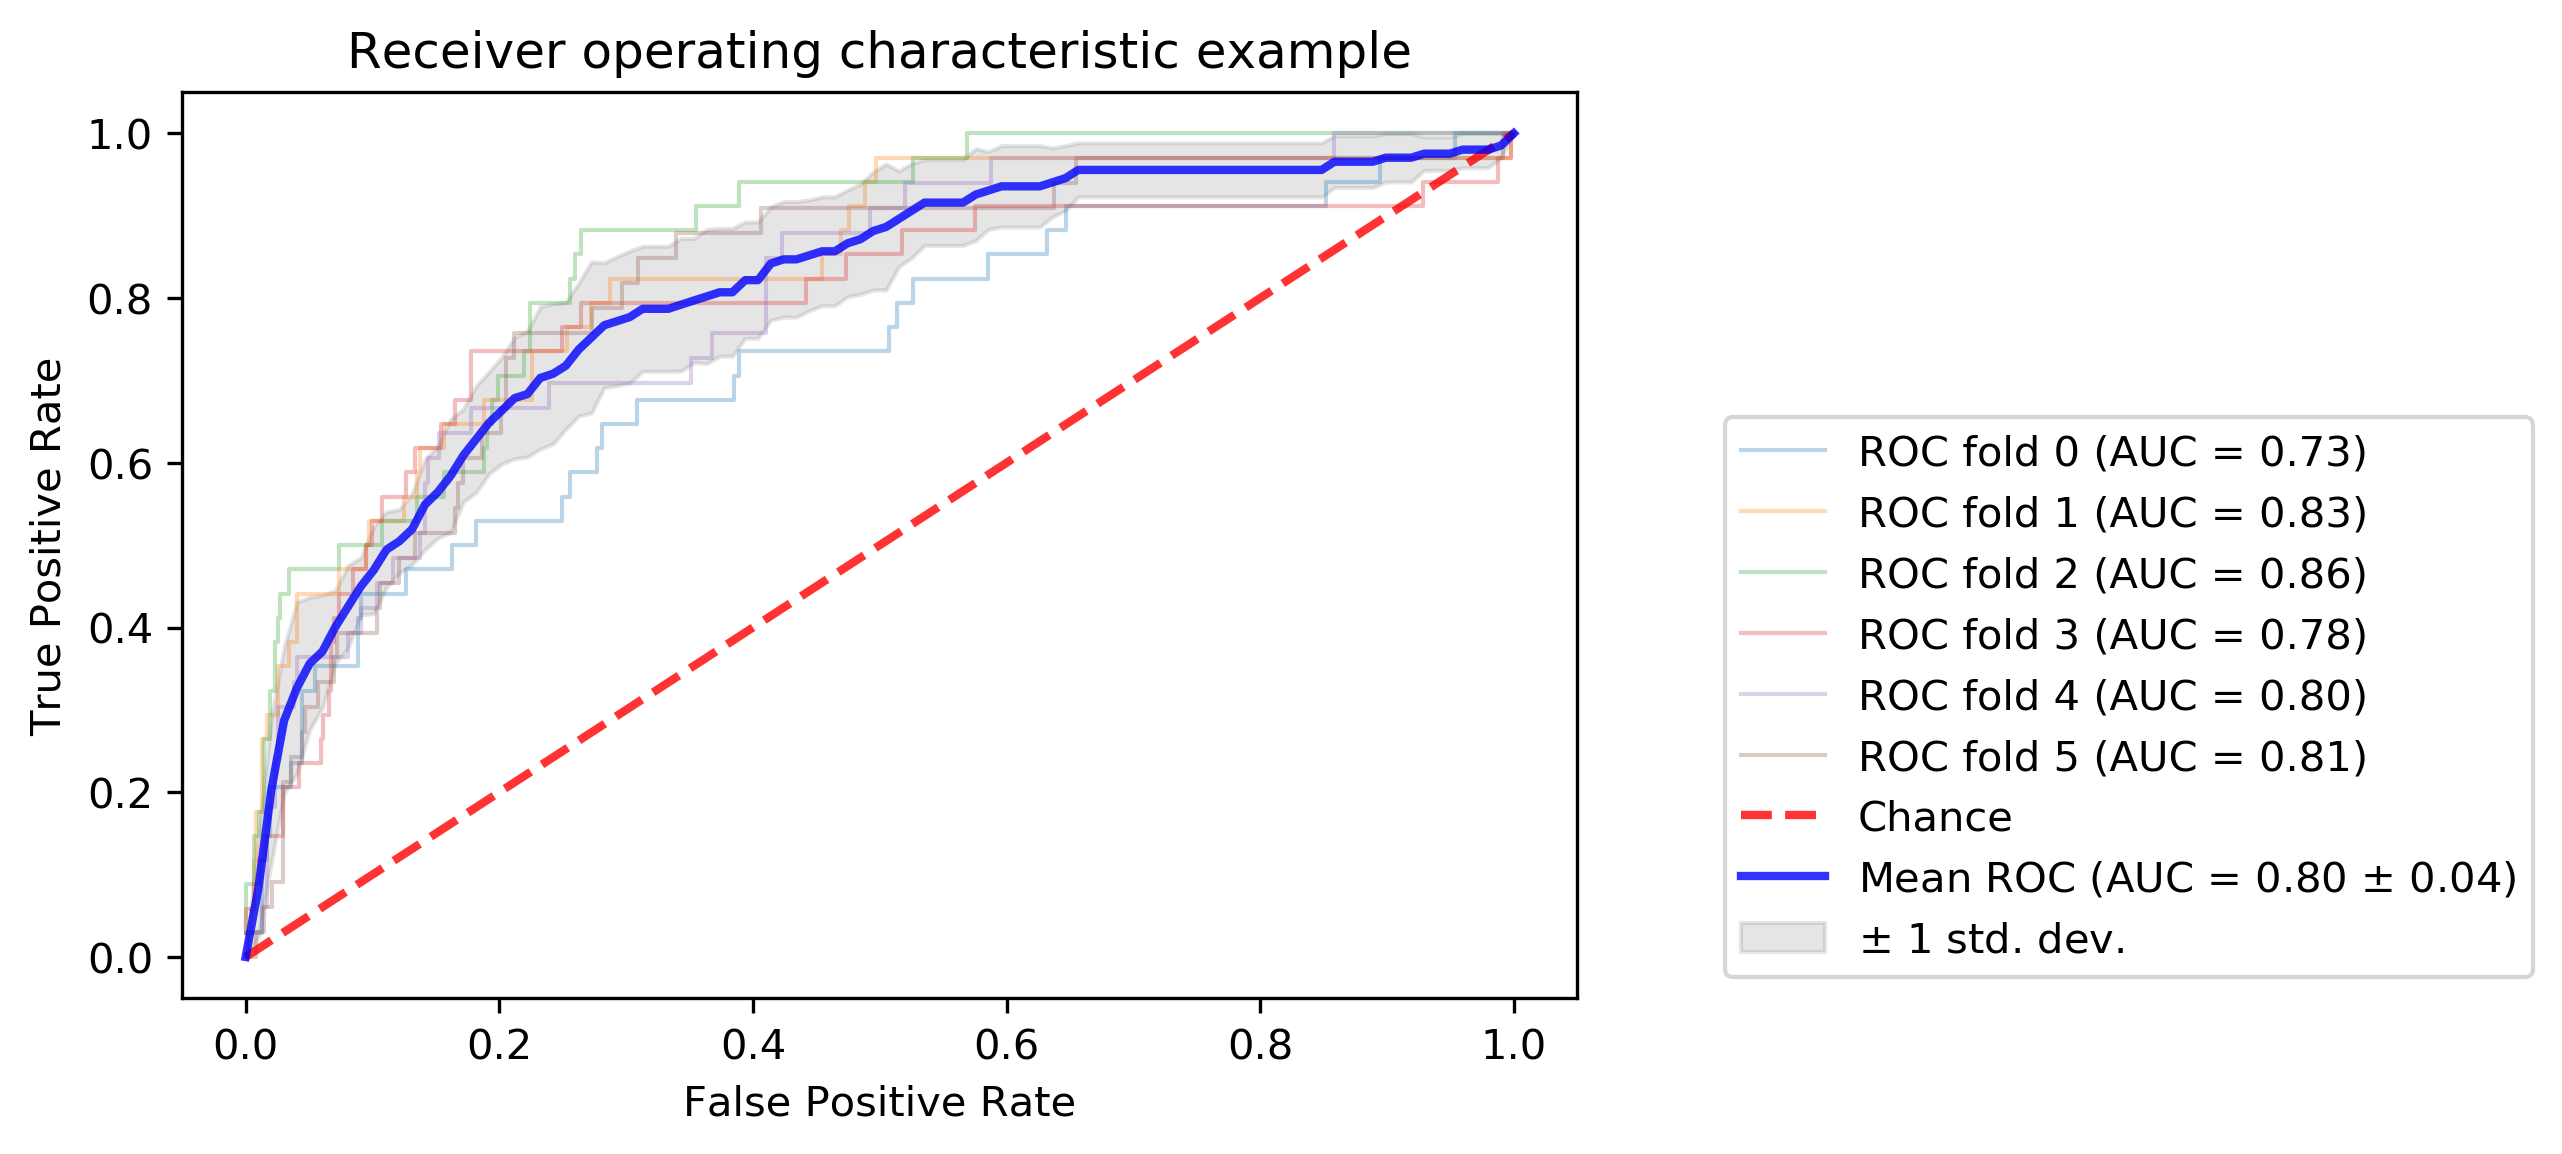 Receiver operating characteristic example
True Positive Rate
1.0
0.8
0.6
0.4
0.2
0.0
0.0 0.2 0.4 0.6 0.8 1.0
False Positive Rate
ROC fold 0 (AUC = 0.73)
ROC fold 1 (AUC = 0.83)
ROC fold 2 (AUC = 0.86)
ROC fold 3 (AUC = 0.78)
ROC fold 4 (AUC = 0.80)
ROC fold 5 (AUC = 0.81)
Chance
Mean ROC (AUC = 0.80 ± 0.04)
± 1 std. dev.